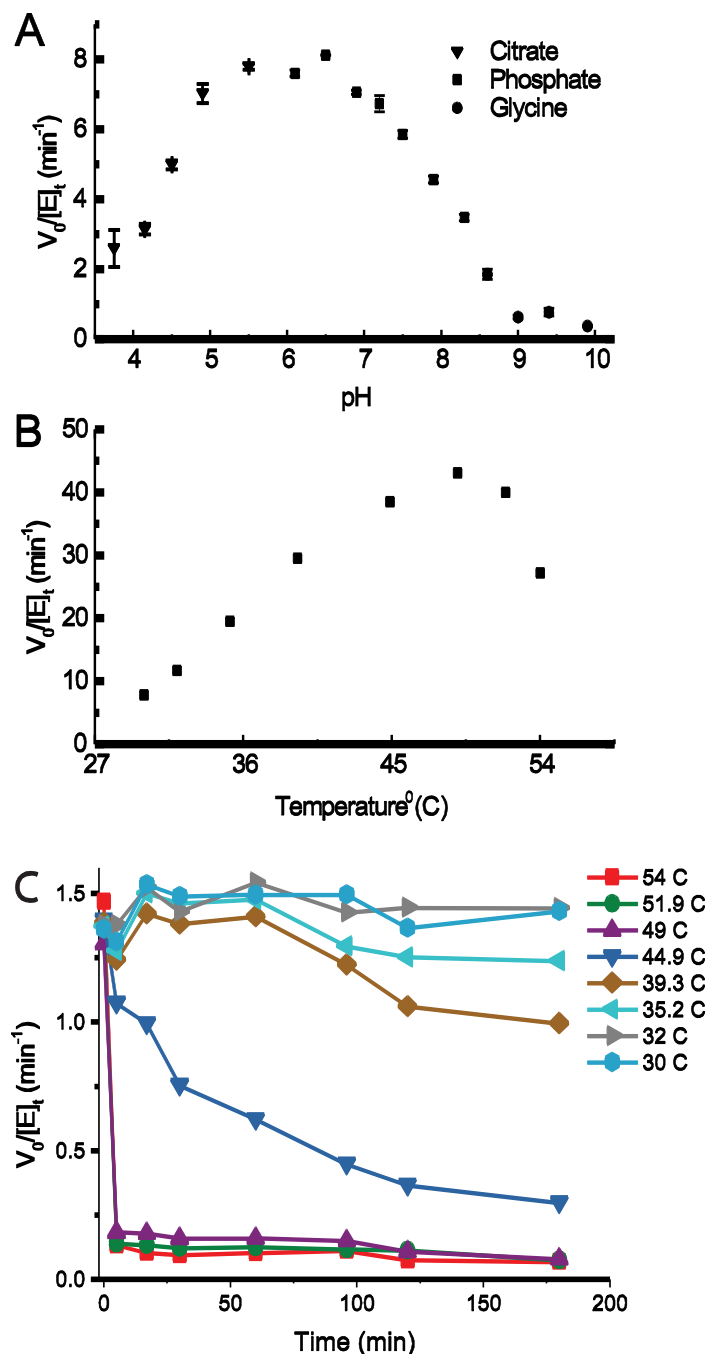 A
Citrate
Phosphate
Glycine
V0/[E]t (min-1)
8
6
4
2
0
4 5 6 7 8 9 10
pH
B
V0/[E]t (min-1)
50
40
30
20
10
0
27 36 45 54
Temperature0(C)
C
V0/[E]t (min-1)
1.5
1.0
0.5
0.0
54 C
51.9 C
49 C
44.9 C
39.3 C
35.2 C
32 C
30 C
0 50 100 150 200
Time (min)